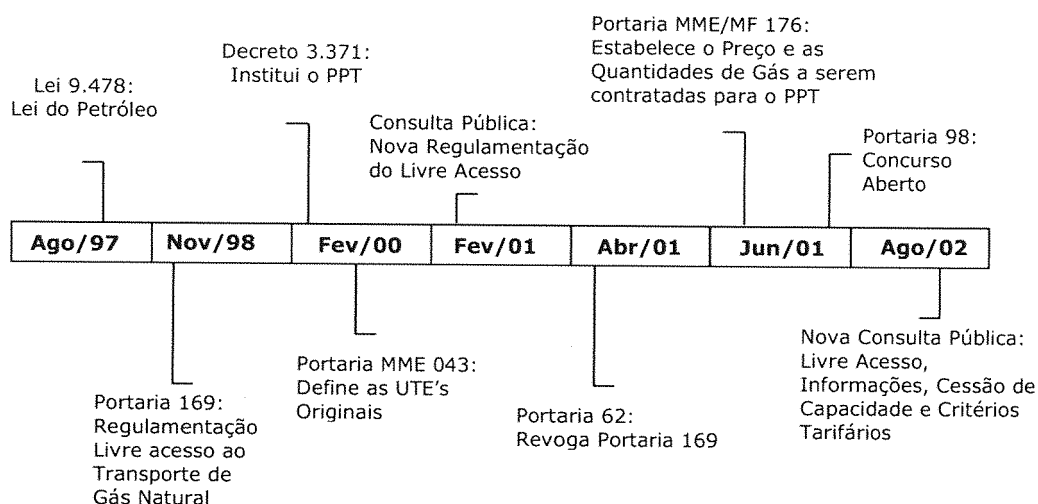 Lei 9.478:
Lei do Petróleo
Decreto 3.371:
Institui o PPT
Consulta Pública:
Nova Regulamentação
do Livre Acesso
Portaria MME/MF 176:
Estabelece o Preço e as
Quantidades de Gás a serem
contratadas para o PPT
Portaria 98:
Concurso
Aberto
Ago/97
Nov/98
Fev/00
Fev/01
Abr/01
Jun/01
Ago/02
Portaria 169:
Regulamentação
Livre acesso ao
Transporte de
Gás Natural
Portaria MME 043:
Define as UTE's
Originais
Portaria 62:
Revoga Portaria 169
Nova Consulta Pública:
Livre Acesso,
Informações, Cessão de
Capacidade e Critérios
Tarifários